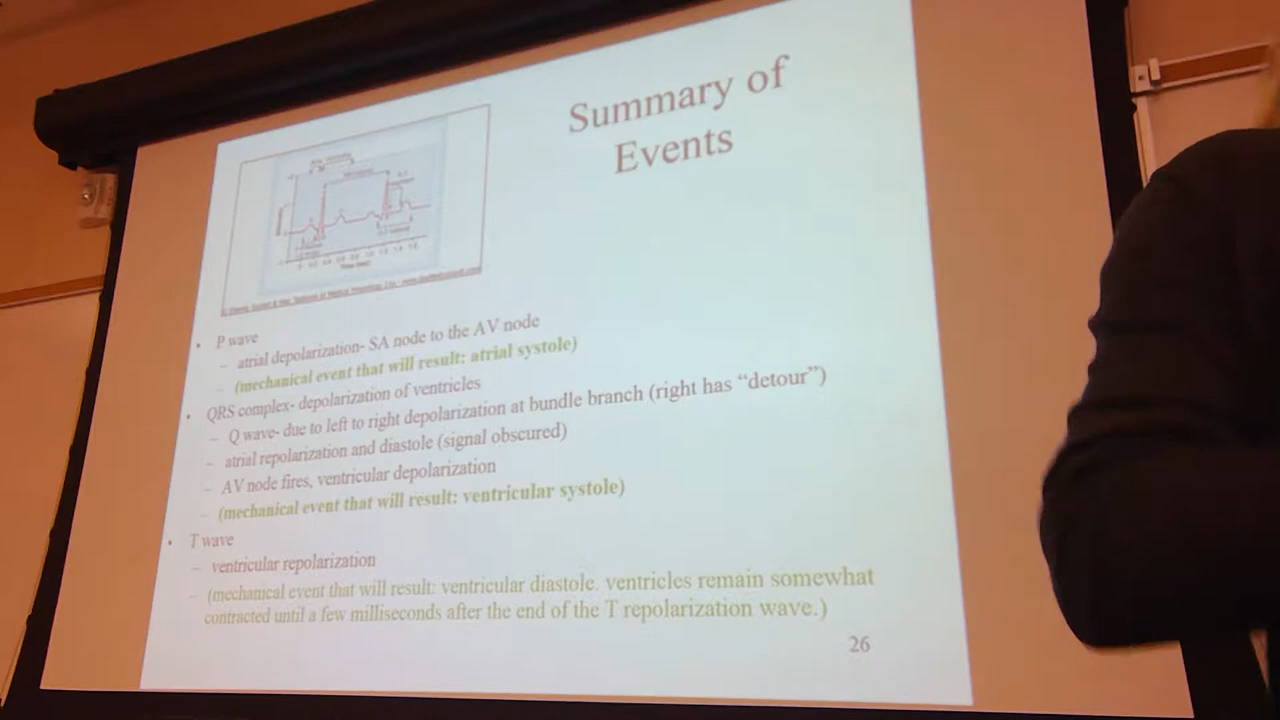 Summary of
Events
• P wave
– atrial depolarization- SA node to the AV node
– (mechanical event that will result: atrial systole)
• QRS complex- depolarization of ventricles
– Q wave- due to left to right depolarization at bundle branch (right has “detour”)
– atrial repolarization and diastole (signal obscured)
– AV node fires, ventricular depolarization
– (mechanical event that will result: ventricular systole)
• T wave
– ventricular repolarization
– (mechanical event that will result: ventricular diastole. ventricles remain somewhat
contracted until a few milliseconds after the end of the T repolarization wave.)
26